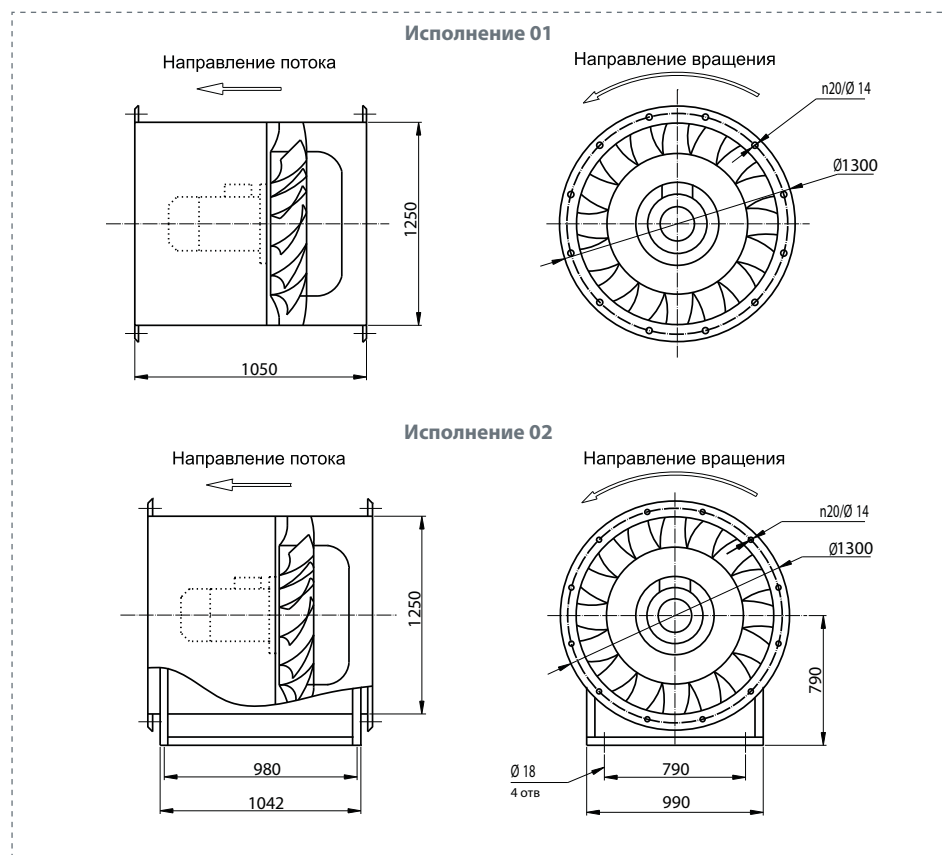 Исполнение 01
Направление потока
Направление вращения
n20/Ø 14
Ø1300
1250
1050
Исполнение 02
Направление потока
Направление вращения
n20/Ø 14
Ø1300
1250
790
980
1042
Ø 18
4 отв
790
990